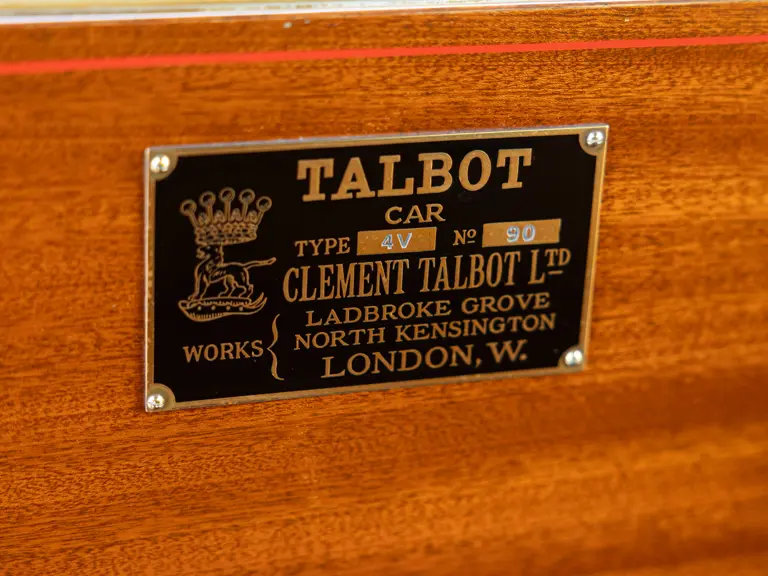 TALBOT
CAR
TYPE 4V Nº 90
CLEMENT TALBOT LTD
WORKS { LADBROKE GROVE
NORTH KENSINGTON
LONDON, W.